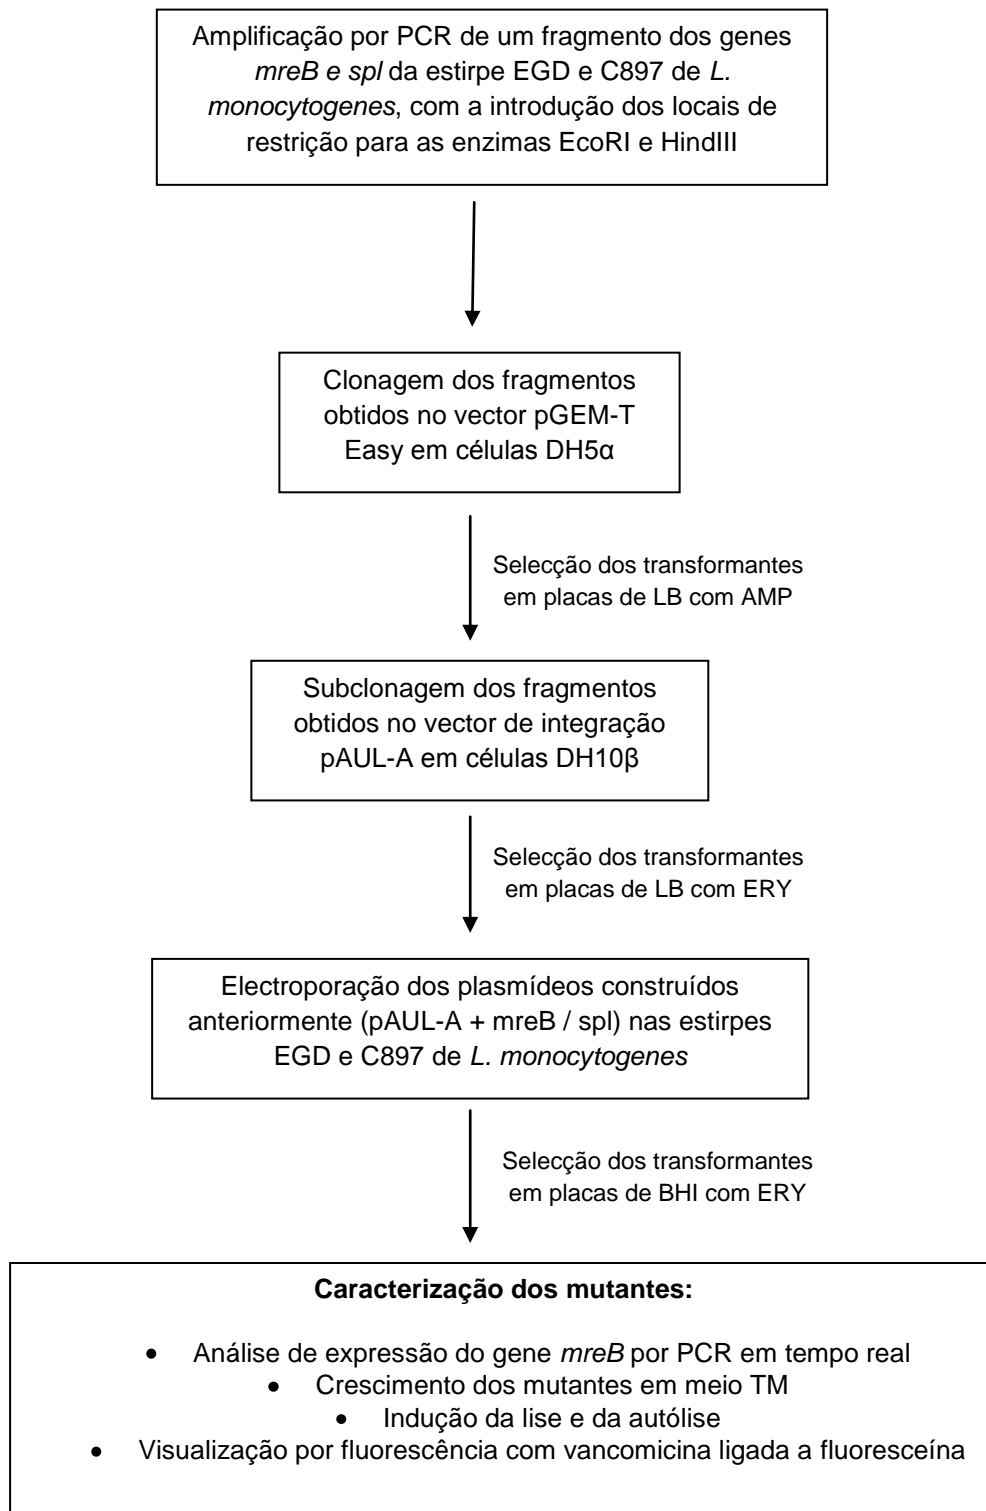 Amplificação por PCR de um fragmento dos genes
mreB e spl da estirpe EGD e C897 de L.
monocytogenes, com a introdução dos locais de
restrição para as enzimas EcoRI e HindIII
Clonagem dos fragmentos
obtidos no vector pGEM-T
Easy em células DH5α
Selecção dos transformantes
em placas de LB com AMP
Subclonagem dos fragmentos
obtidos no vector de integração
pAUL-A em células DH10β
Selecção dos transformantes
em placas de LB com ERY
Electroporação dos plasmídeos construídos
anteriormente (pAUL-A + mreB / spl) nas estirpes
EGD e C897 de L. monocytogenes
Selecção dos transformantes
em placas de BHI com ERY
Caracterização dos mutantes:
• Análise de expressão do gene mreB por PCR em tempo real
• Crescimento dos mutantes em meio TM
• Indução da lise e da autólise
• Visualização por fluorescência com vancomicina ligada a fluoresceína